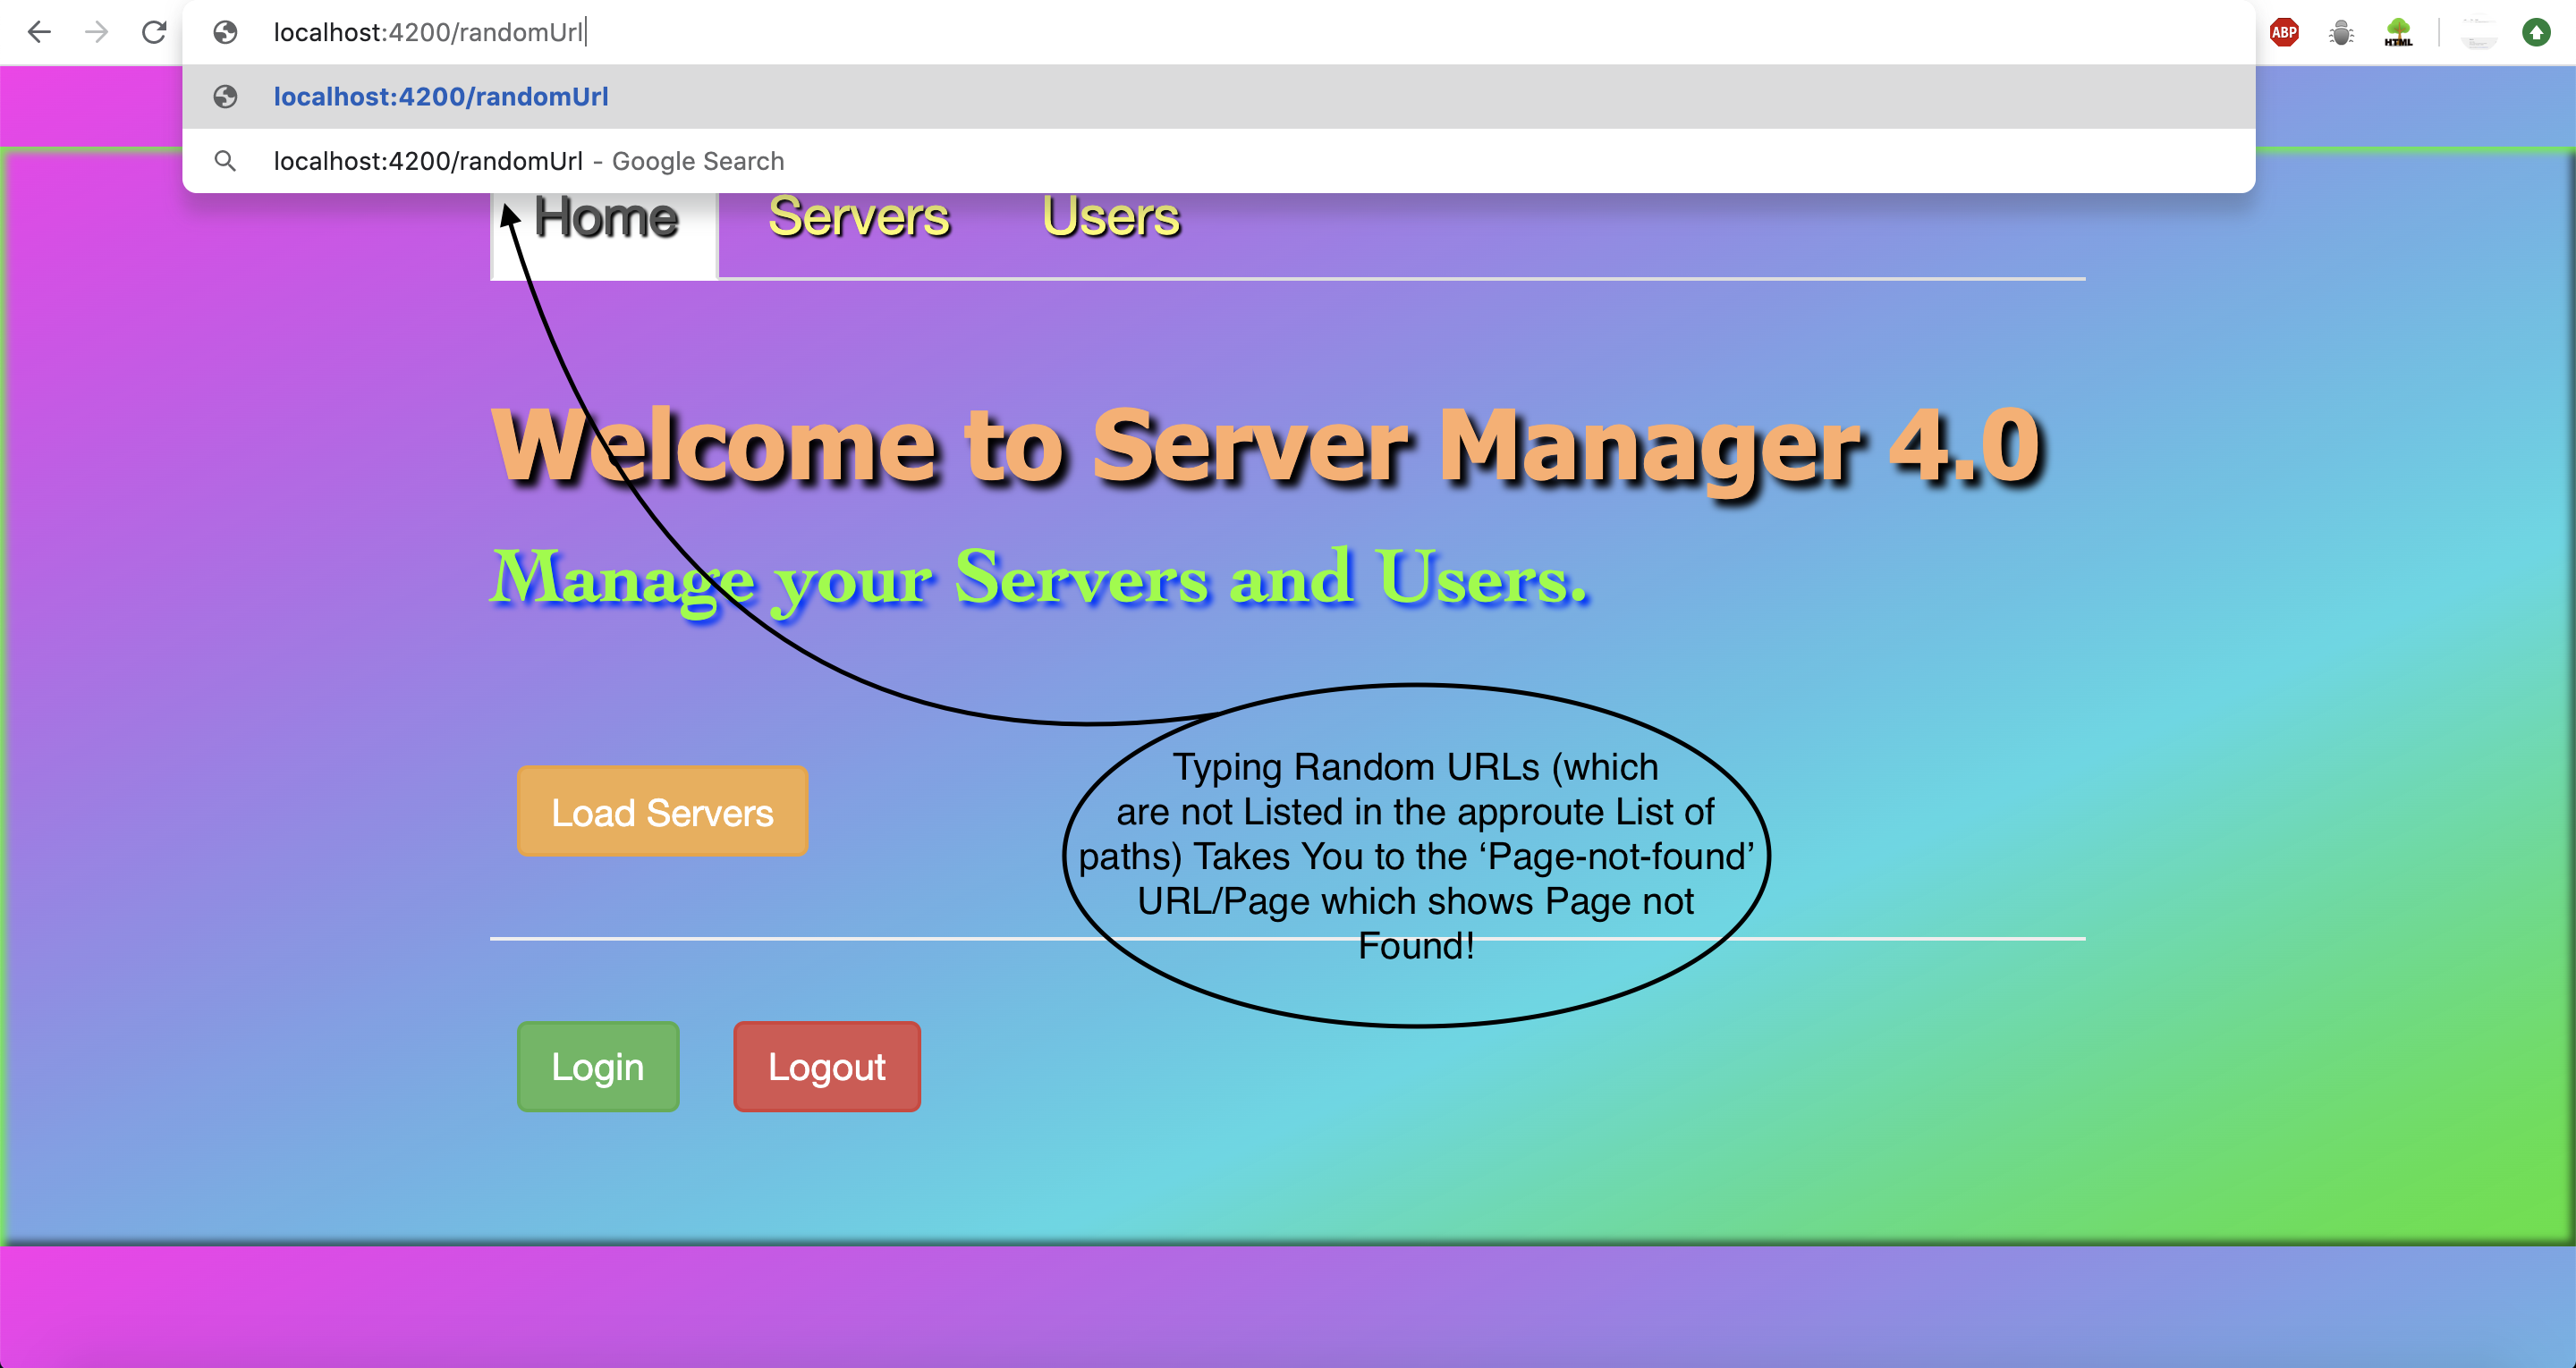 localhost:4200/randomUrl
ABP
HTML
localhost:4200/randomUrl
localhost:4200/randomUrl - Google Search
Home Servers Users
Welcome to Server Manager 4.0
Manage your Servers and Users.
Typing Random URLs (which
are not Listed in the approute List of
paths) Takes You to the ‘Page-not-found’
URL/Page which shows Page not
Found!
Load Servers
Login Logout